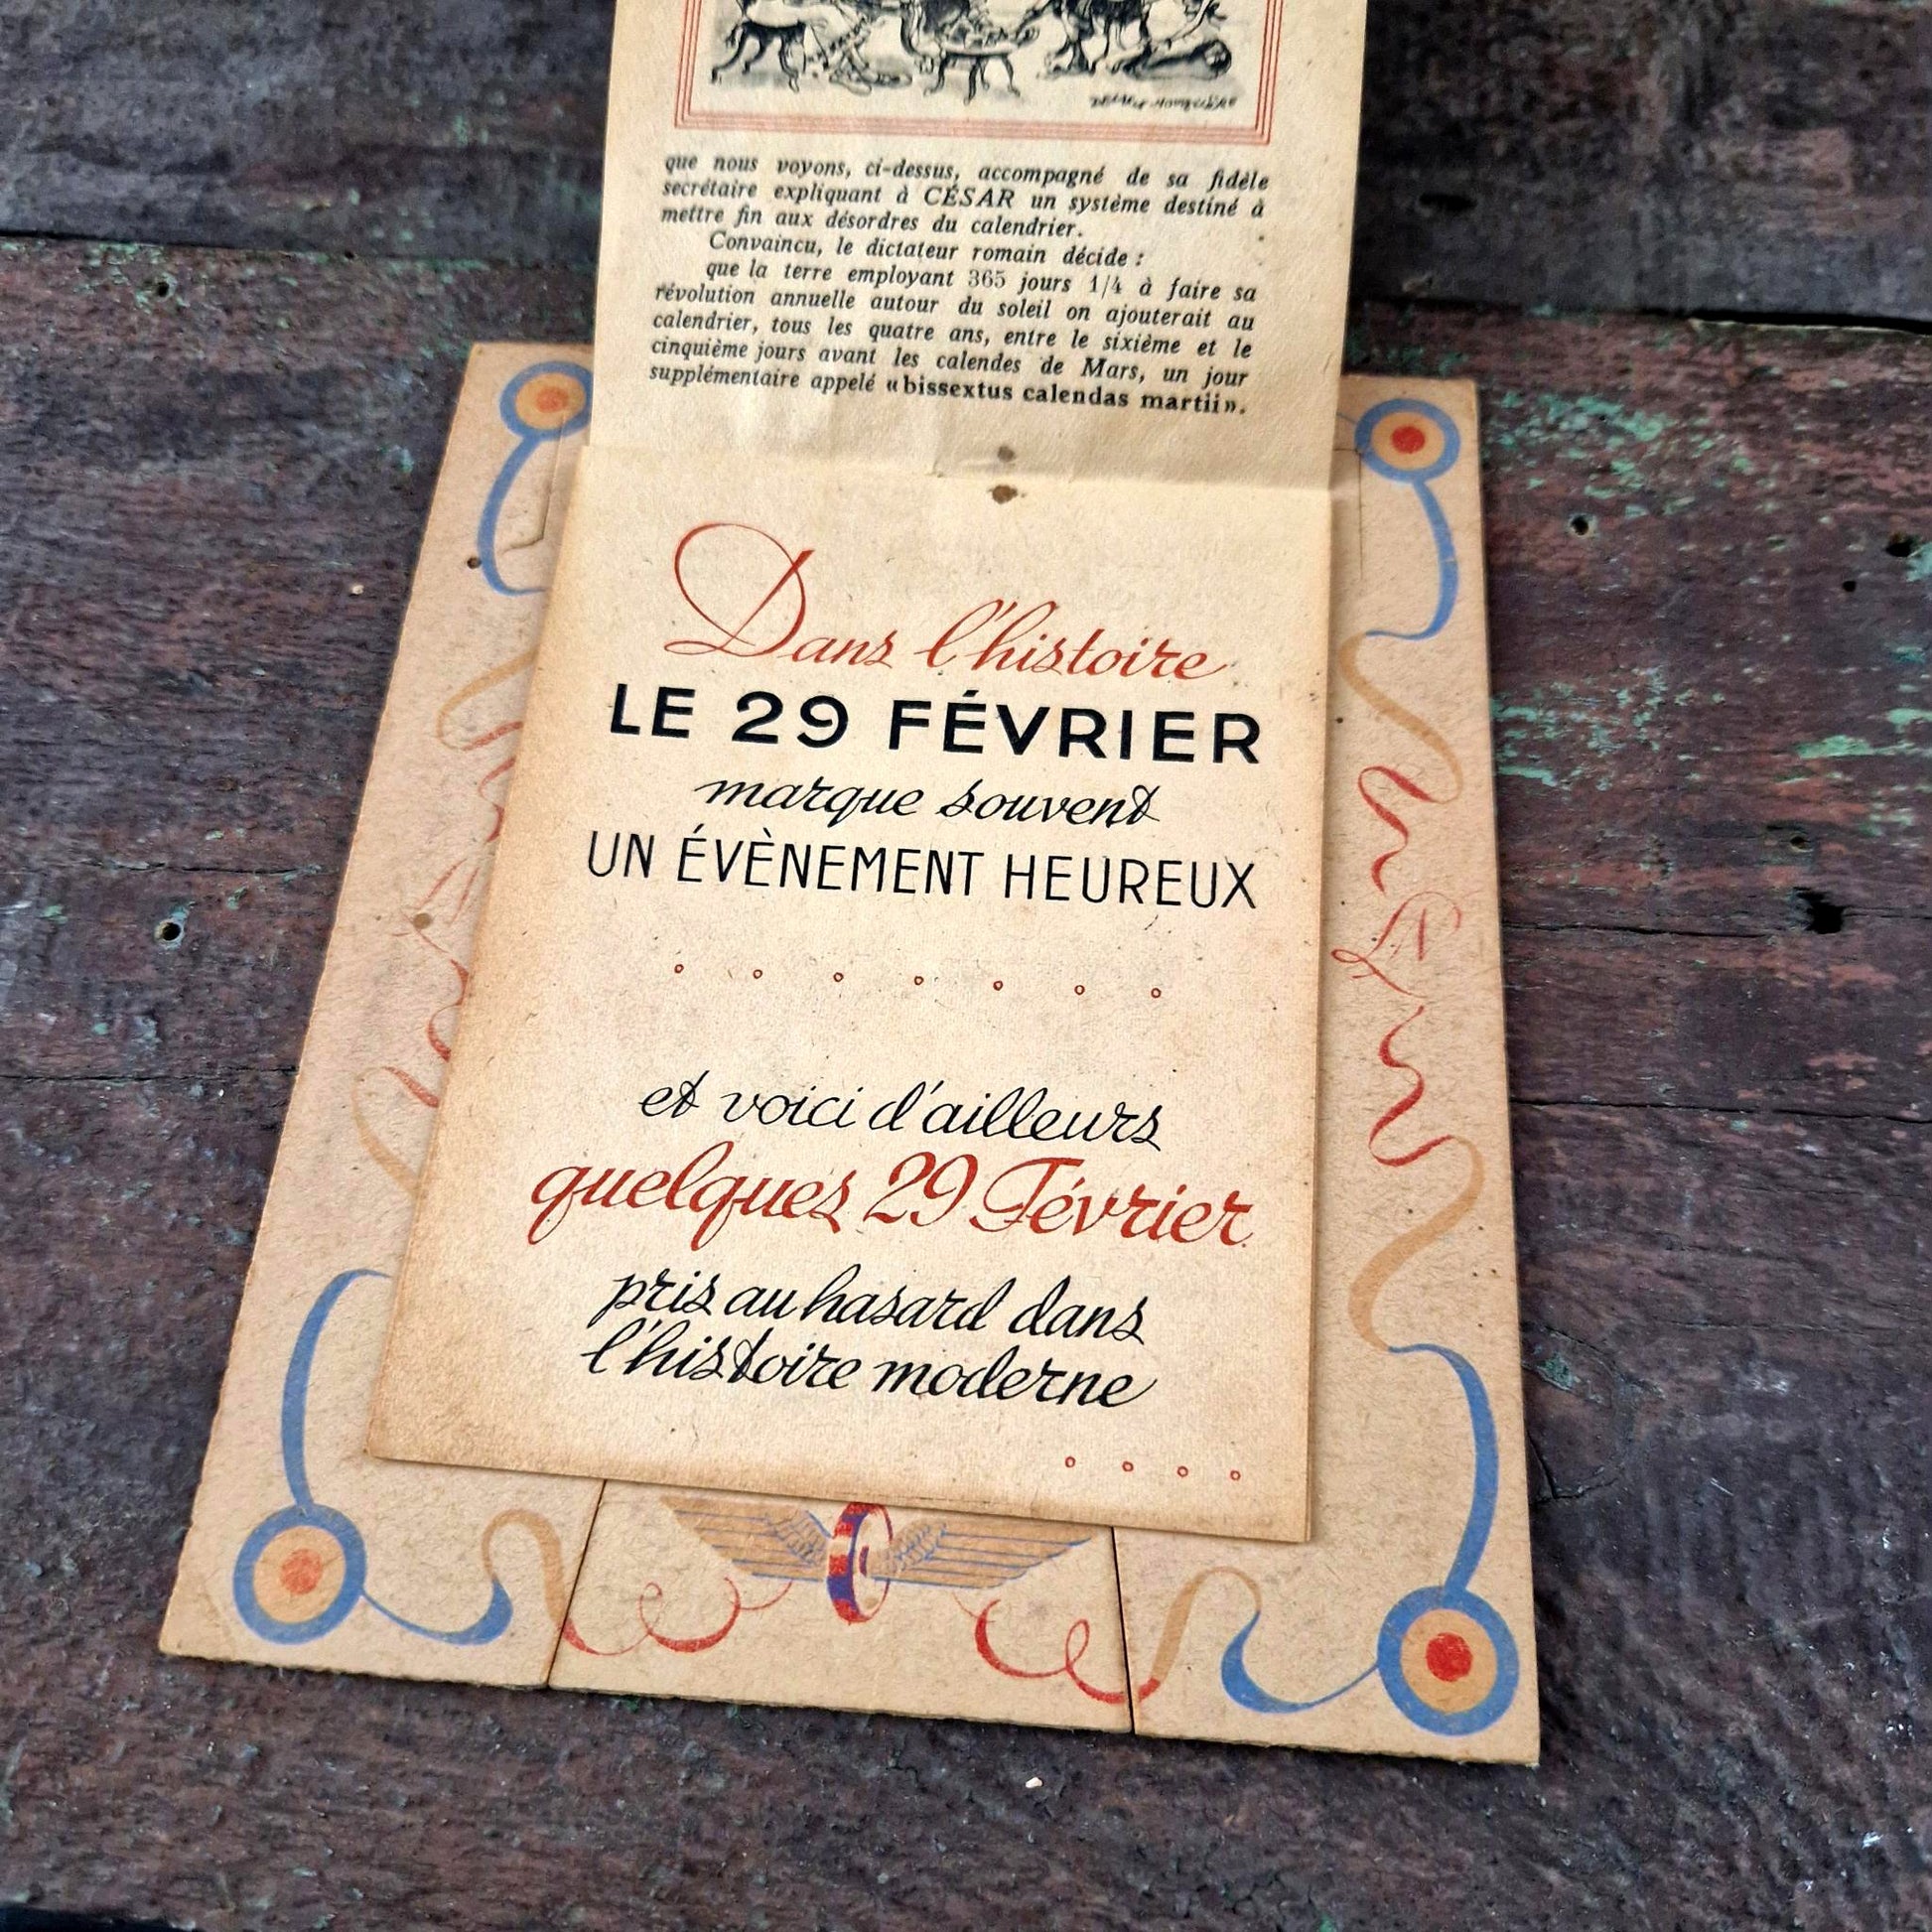 que nous voyons, ci-dessus, accompagné de sa fidèle
secrétaire expliquant à CÉSAR un système destiné à
mettre fin aux désordres du calendrier.
Convaincu, le dictateur romain décide :
que la terre employant 365 jours 1/4 à faire sa
révolution annuelle autour du soleil on ajouterait au
calendrier, tous les quatre ans, entre le sixième et le
cinquième jours avant les calendes de Mars, un jour
supplémentaire appelé «bissextus calendas martii».
Dans l'histoire
LE 29 FÉVRIER
marque souvent
UN ÉVÈNEMENT HEUREUX
et voici d'ailleurs
quelques 29 Février
pris au hasard dans
l'histoire moderne